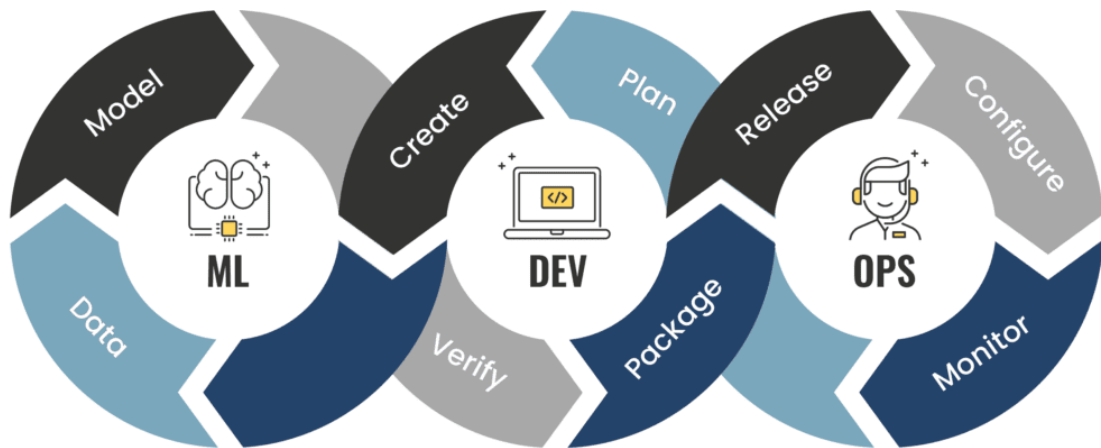 Model
Create
Plan
Release
Configure
</>
ML
DEV
OPS
Data
Verify
Package
Monitor